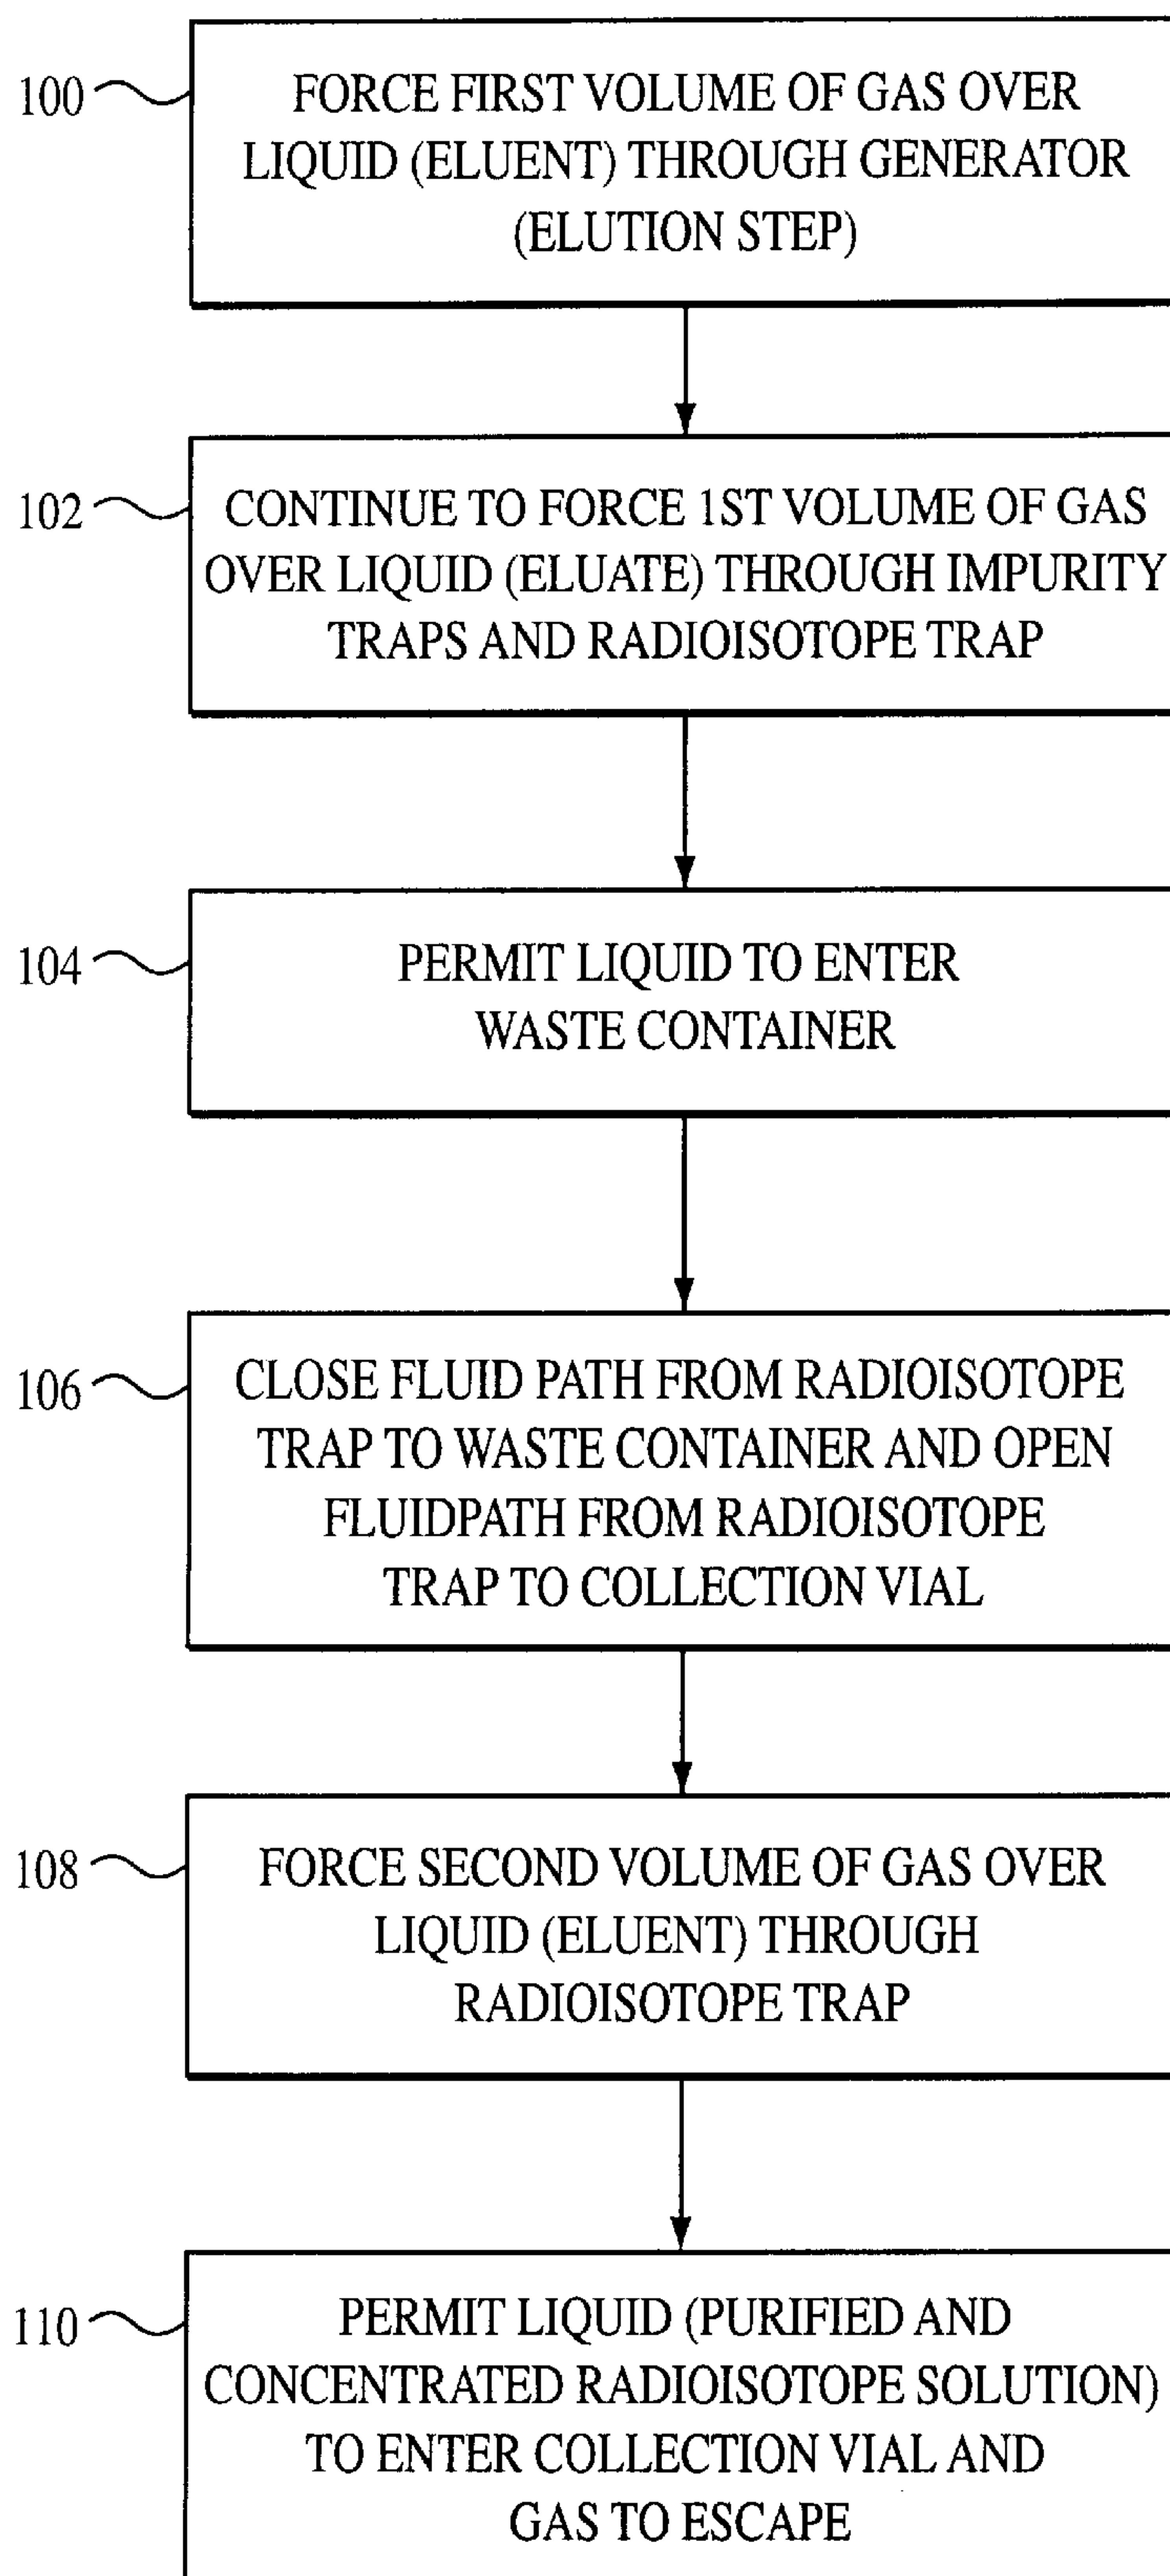 100
FORCE FIRST VOLUME OF GAS OVER
LIQUID (ELUENT) THROUGH GENERATOR
(ELUTION STEP)
102
CONTINUE TO FORCE 1ST VOLUME OF GAS
OVER LIQUID (ELUATE) THROUGH IMPURITY
TRAPS AND RADIOISOTOPE TRAP
104
PERMIT LIQUID TO ENTER
WASTE CONTAINER
106
CLOSE FLUID PATH FROM RADIOISOTOPE
TRAP TO WASTE CONTAINER AND OPEN
FLUIDPATH FROM RADIOISOTOPE
TRAP TO COLLECTION VIAL
108
FORCE SECOND VOLUME OF GAS OVER
LIQUID (ELUENT) THROUGH
RADIOISOTOPE TRAP
110
PERMIT LIQUID (PURIFIED AND
CONCENTRATED RADIOISOTOPE SOLUTION)
TO ENTER COLLECTION VIAL AND
GAS TO ESCAPE